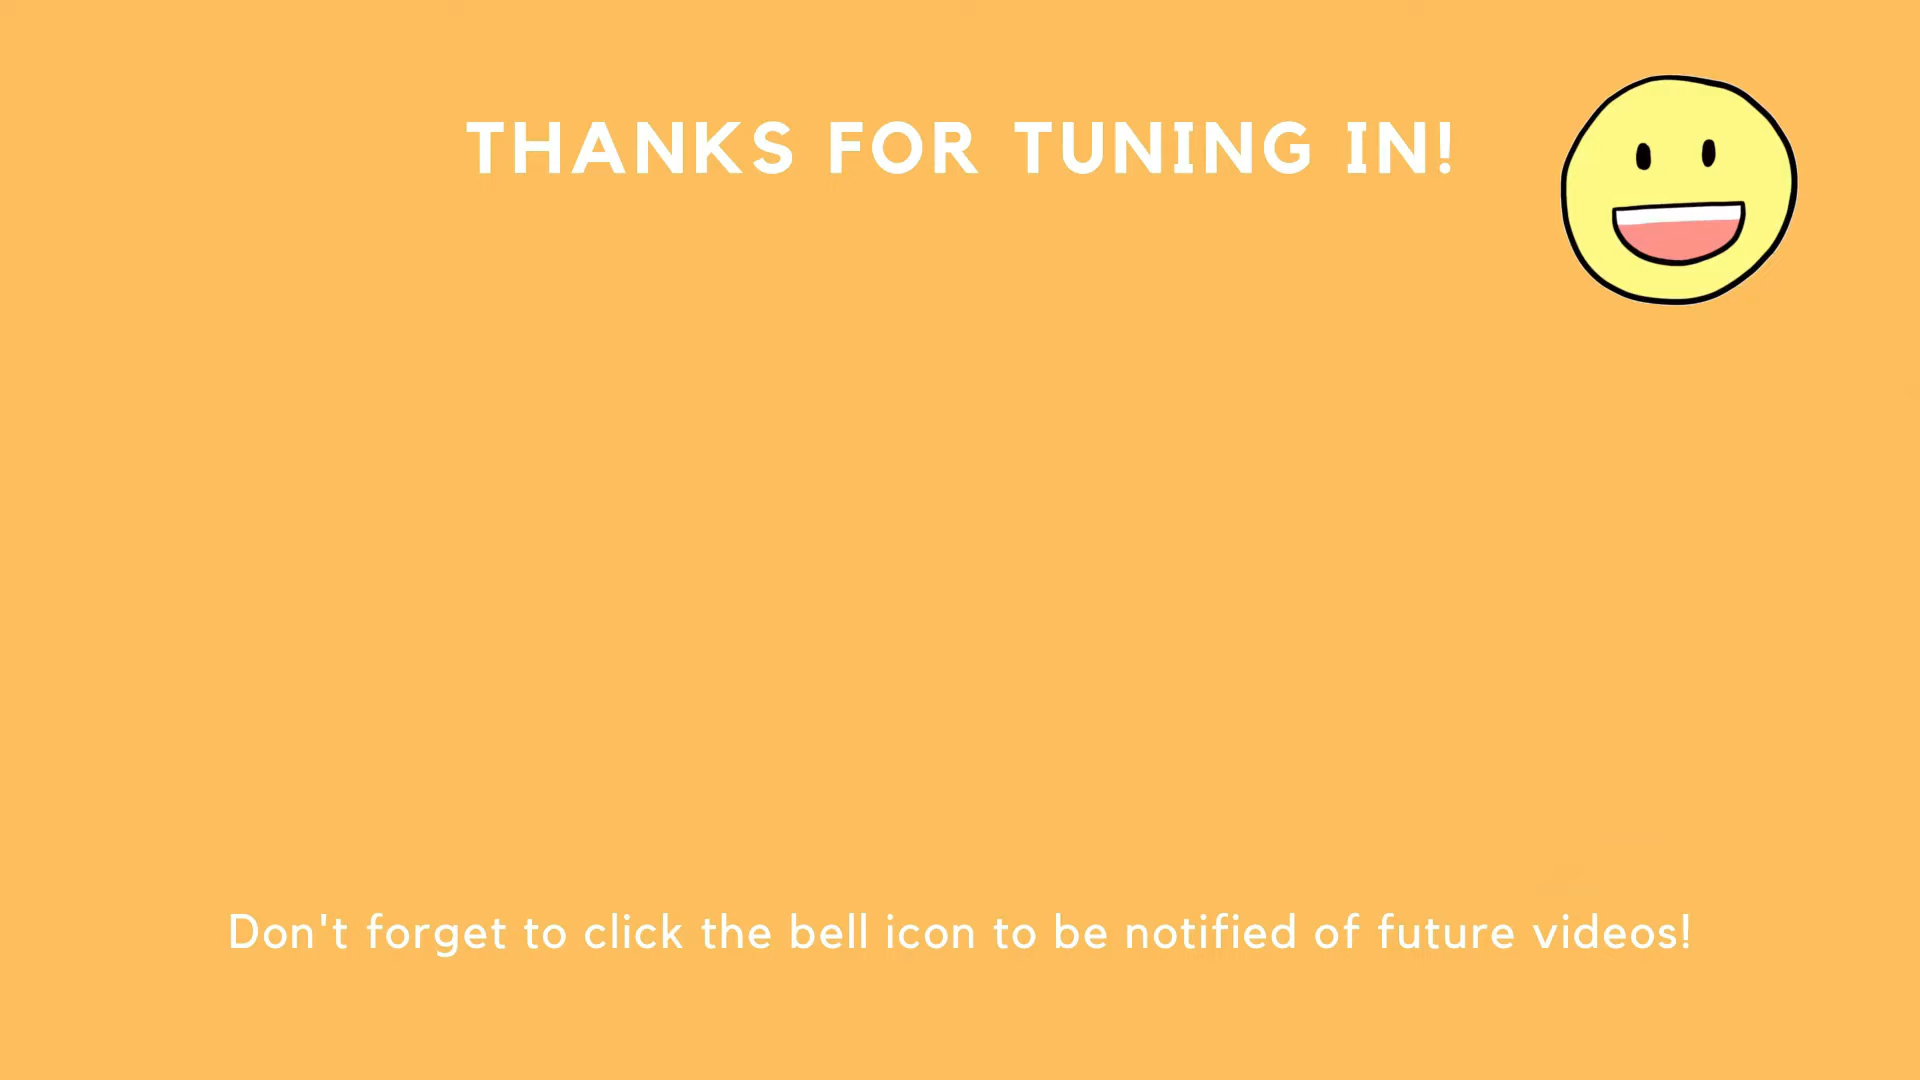 THANKS FOR TUNING IN!
Don't forget to click the bell icon to be notified of future videos!